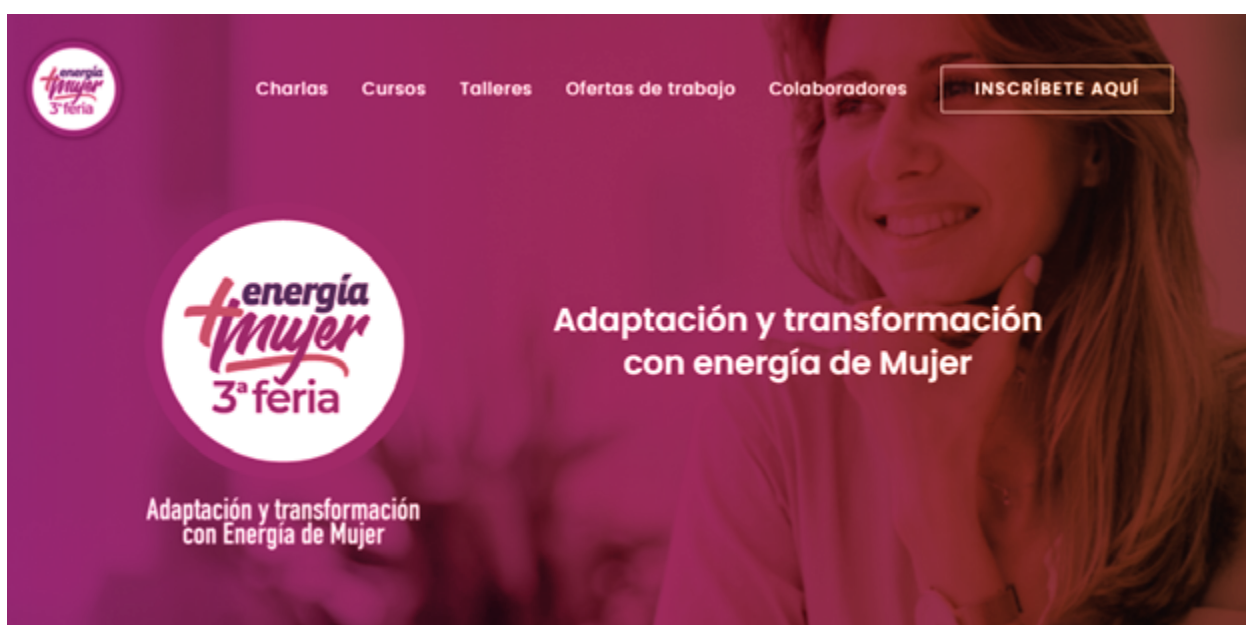 energía
+mujer
3ª feria
Charlas Cursos Talleres Ofertas de trabajo Colaboradores INSCRÍBETE AQUÍ
energía
+mujer
3ª feria
Adaptación y transformación
con Energía de Mujer
Adaptación y transformación
con energía de Mujer